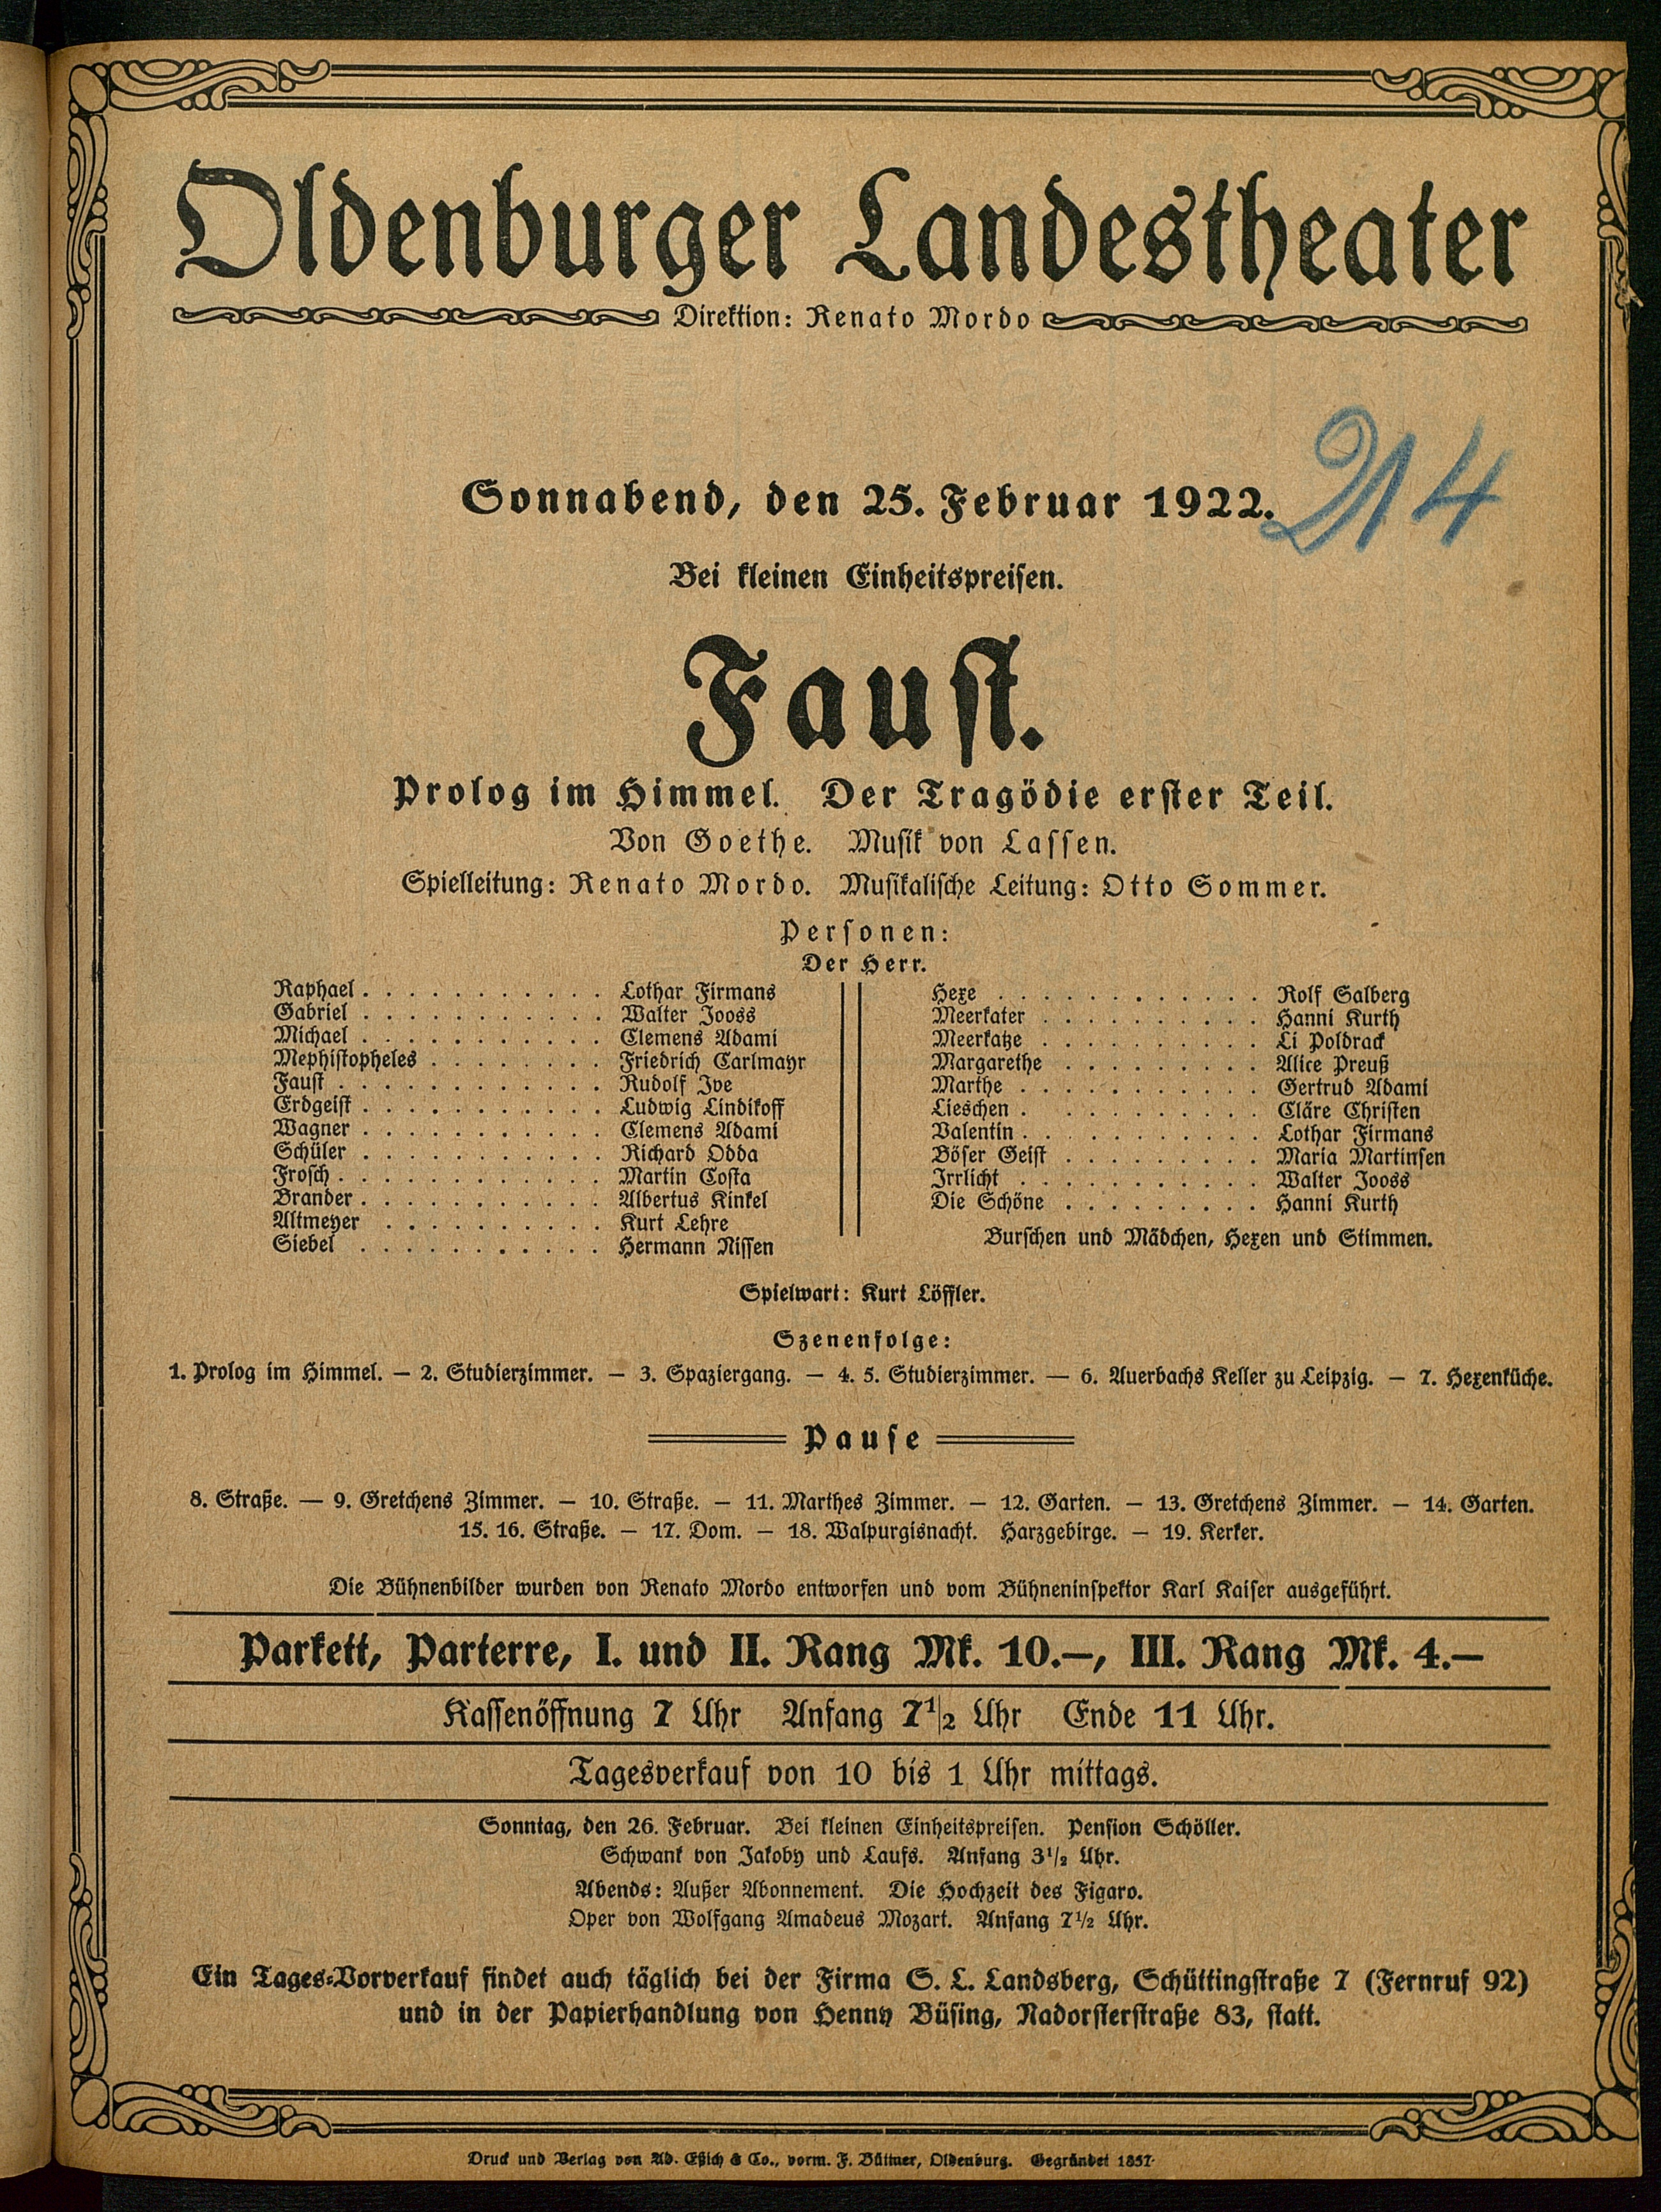 Oldenburger Landestheater
Direktion: Renato Mordo
214
Sonnabend, den 25. Februar 1922.
Bei kleinen Einheitspreisen.
Faust.
Prolog im Himmel. Der Tragödie erster Teil.
Von Goethe. Musik von Lassen.
Spielleitung: Renato Mordo. Musikalische Leitung: Otto Sommer.
Personen:
Der Herr.
Raphael . . . . . . . . . . . Lothar Firmans
Gabriel . . . . . . . . . . . Walter Jooss
Michael . . . . . . . . . . . Clemens Adami
Mephistopheles . . . . . . . . Friedrich Carlmayr
Faust . . . . . . . . . . . . Rudolf Ive
Erdgeist . . . . . . . . . . . Ludwig Lindikoff
Wagner . . . . . . . . . . . Clemens Adami
Schüler . . . . . . . . . . . Richard Odda
Frosch . . . . . . . . . . . . Martin Costa
Brander . . . . . . . . . . . Albertus Kinkel
Altmeyer . . . . . . . . . . Kurt Lehre
Siebel . . . . . . . . . . . Hermann Nissen
Hexe . . . . . . . . . . . . Rolf Salberg
Meerkater . . . . . . . . . . Hanni Kurth
Meerkatze . . . . . . . . . . Li Poldrack
Margarethe . . . . . . . . . Alice Preuß
Marthe . . . . . . . . . . . Gertrud Adami
Lieschen . . . . . . . . . . . Cläre Christen
Valentin . . . . . . . . . . . Lothar Firmans
Böser Geist . . . . . . . . . Maria Martinsen
Irrlicht . . . . . . . . . . . Walter Jooss
Die Schöne . . . . . . . . . Hanni Kurth
Burschen und Mädchen, Hexen und Stimmen.
Spielwart: Kurt Löffler.
Szenenfolge:
1. Prolog im Himmel. — 2. Studierzimmer. — 3. Spaziergang. — 4. 5. Studierzimmer. — 6. Auerbachs Keller zu Leipzig. — 7. Hexenküche.
Pause
8. Straße. — 9. Gretchens Zimmer. — 10. Straße. — 11. Marthes Zimmer. — 12. Garten. — 13. Gretchens Zimmer. — 14. Garten.
15. 16. Straße. — 17. Dom. — 18. Walpurgisnacht. Harzgebirge. — 19. Kerker.
Die Bühnenbilder wurden von Renato Mordo entworfen und vom Bühneninspektor Karl Kaiser ausgeführt.
Parkett, Parterre, I. und II. Rang Mk. 10.—, III. Rang Mk. 4.—
Kassenöffnung 7 Uhr Anfang 7 1/2 Uhr Ende 11 Uhr.
Tagesverkauf von 10 bis 1 Uhr mittags.
Sonntag, den 26. Februar. Bei kleinen Einheitspreisen. Pension Schöller.
Schwank von Jakoby und Laufs. Anfang 3 1/2 Uhr.
Abends: Außer Abonnement. Die Hochzeit des Figaro.
Oper von Wolfgang Amadeus Mozart. Anfang 7 1/2 Uhr.
Ein Tages-Vorverkauf findet auch täglich bei der Firma S. L. Landsberg, Schüttingstraße 7 (Fernruf 92)
und in der Papierhandlung von Henny Büsing, Nadorsterstraße 83, statt.
Druck und Verlag von Ad. Eßich & Co., vorm. F. Büttner, Oldenburg. Gegründet 1857.